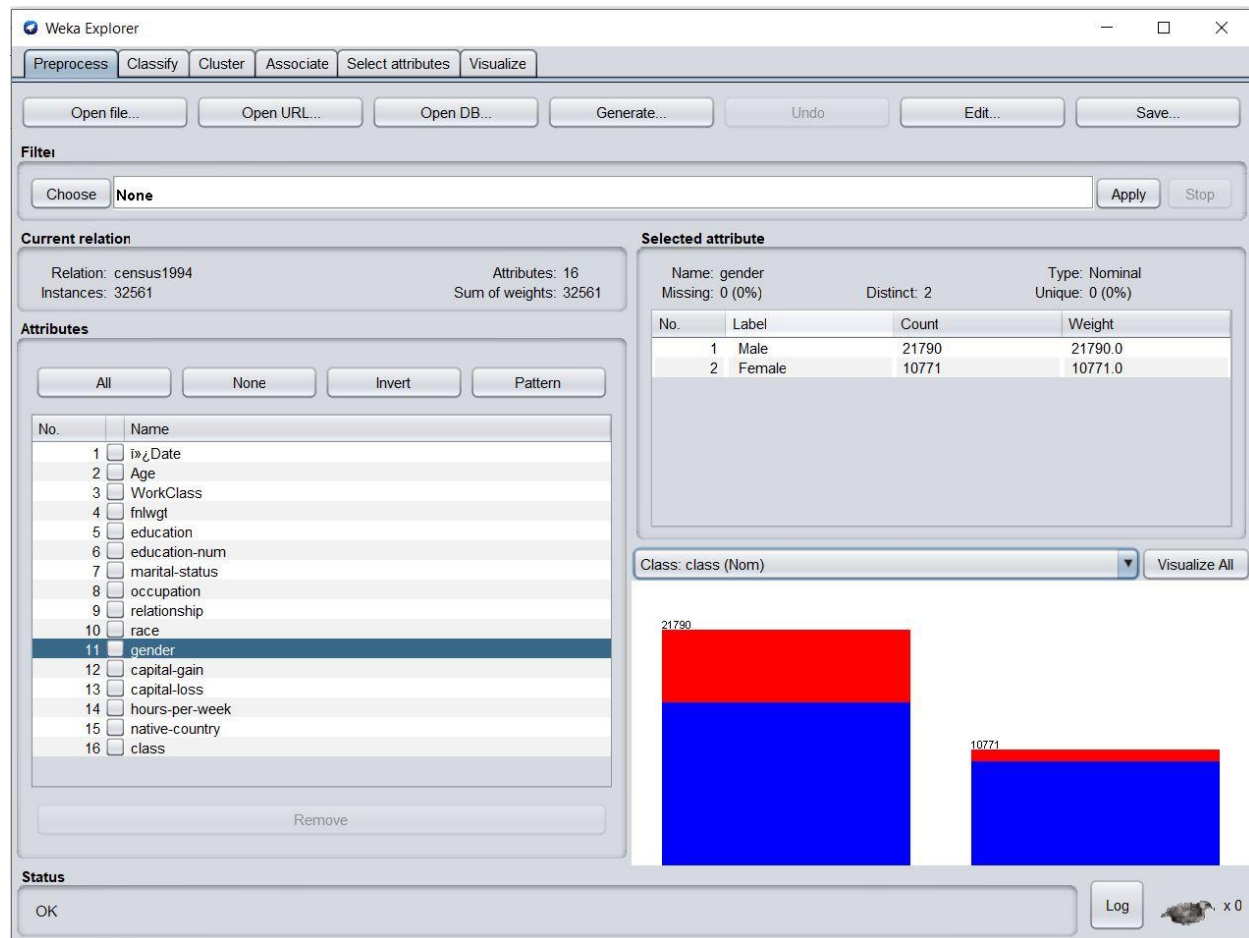 Weka Explorer
Preprocess Classify Cluster Associate Select attributes Visualize
Open file... Open URL... Open DB... Generate... Undo Edit... Save...
Filter
Choose None Apply Stop
Current relation
Relation: census1994 Attributes: 16
Instances: 32561 Sum of weights: 32561
Attributes
All None Invert Pattern
No. Name
1 ï»¿Date
2 Age
3 WorkClass
4 fnlwgt
5 education
6 education-num
7 marital-status
8 occupation
9 relationship
10 race
11 gender
12 capital-gain
13 capital-loss
14 hours-per-week
15 native-country
16 class
Remove
Selected attribute
Name: gender Type: Nominal
Missing: 0 (0%) Distinct: 2 Unique: 0 (0%)
No. Label Count Weight
1 Male 21790 21790.0
2 Female 10771 10771.0
Class: class (Nom) Visualize All
21790
10771
Status
OK Log x 0